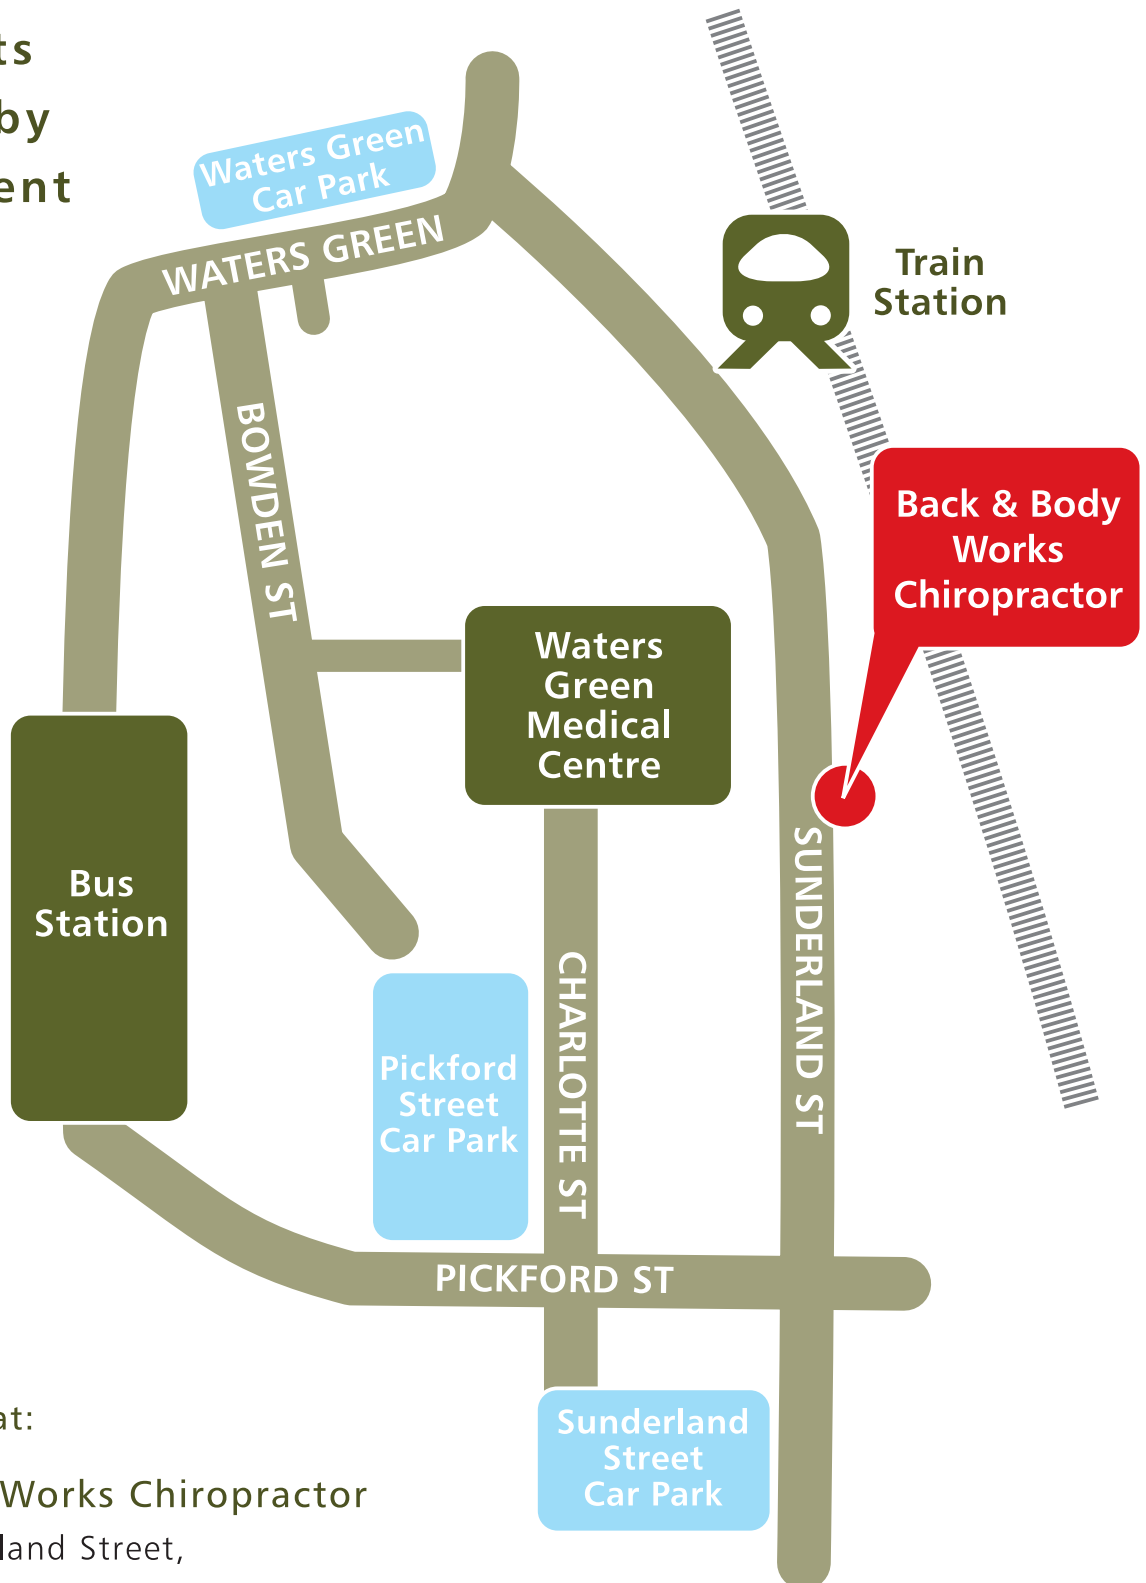 ts
by
ent
Waters Green
Car Park
WATERS GREEN
Train
Station
BOWDEN ST
Back & Body
Works
Chiropractor
Waters
Green
Medical
Centre
Bus
Station
SUNDERLAND ST
CHARLOTTE ST
Pickford
Street
Car Park
PICKFORD ST
Sunderland
Street
Car Park
at:
Works Chiropractor
land Street,